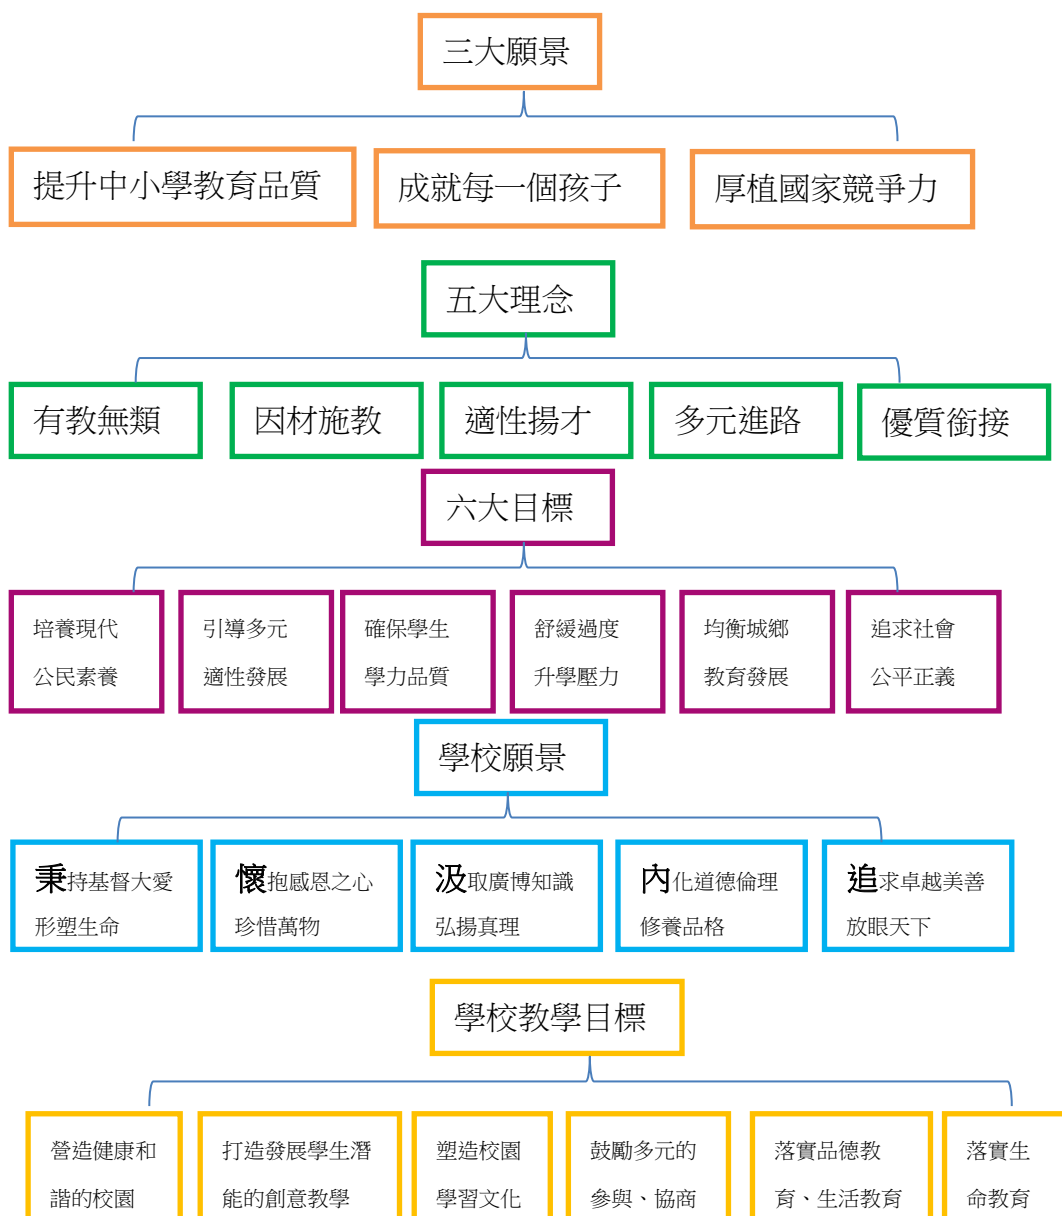 三大願景
提升中小學教育品質
成就每一個孩子
厚植國家競爭力
五大理念
有教無類
因材施教
適性揚才
多元進路
優質銜接
六大目標
培養現代
公民素養
引導多元
適性發展
確保學生
學力品質
舒緩過度
升學壓力
均衡城鄉
教育發展
追求社會
公平正義
學校願景
秉持基督大愛
形塑生命
懷抱感恩之心
珍惜萬物
汲取廣博知識
弘揚真理
內化道德倫理
修養品格
追求卓越美善
放眼天下
學校教學目標
營造健康和
諧的校園
打造發展學生潛
能的創意教學
塑造校園
學習文化
鼓勵多元的
參與、協商
落實品德教
育、生活教育
落實生
命教育